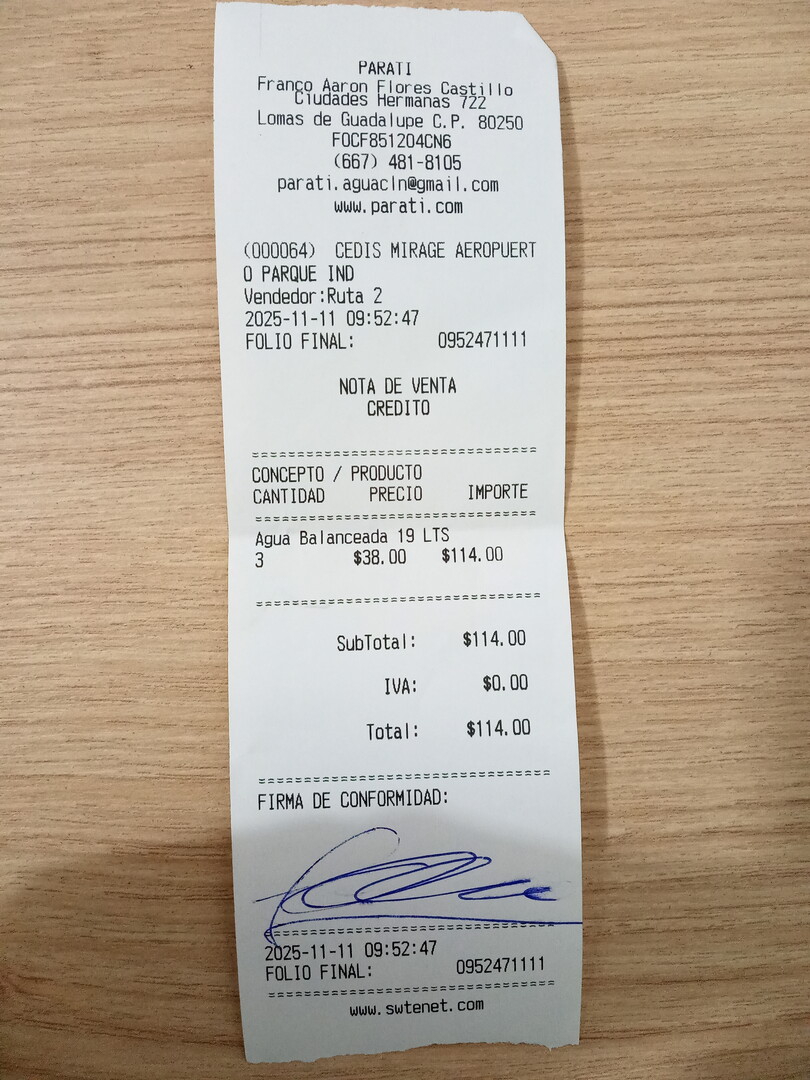 PARATI
Franco Aaron Flores Castillo
Ciudades Hermanas 722
Lomas de Guadalupe C.P. 80250
FOCF851204CN6
(667) 481-8105
parati.aguacln@gmail.com
www.parati.com
(000064) CEDIS MIRAGE AEROPUERT
O PARQUE IND
Vendedor:Ruta 2
2025-11-11 09:52:47
FOLIO FINAL: 0952471111
NOTA DE VENTA
CREDITO
CONCEPTO / PRODUCTO
CANTIDAD PRECIO IMPORTE
Agua Balanceada 19 LTS
3 $38.00 $114.00
SubTotal: $114.00
IVA: $0.00
Total: $114.00
FIRMA DE CONFORMIDAD:
2025-11-11 09:52:47
FOLIO FINAL: 0952471111
www.swtenet.com